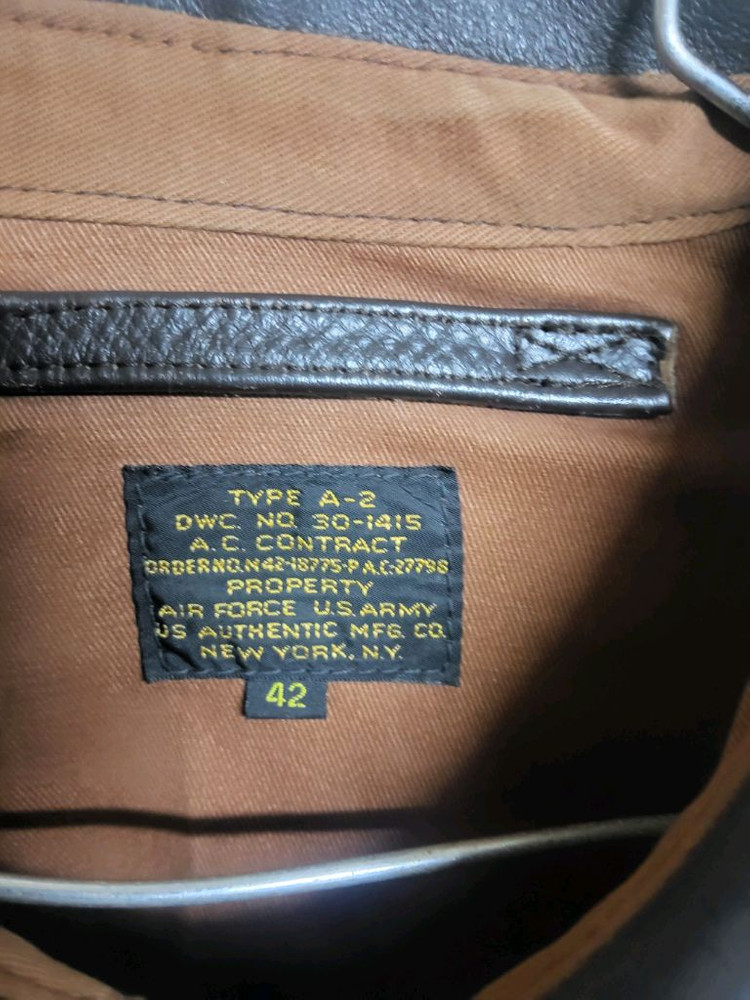 TYPE A-2
DWC. NO. 30-1415
A.C. CONTRACT
ORDER NO. N42-18775-P A.C-27798
PROPERTY
AIR FORCE U.S. ARMY
US AUTHENTIC MFG. CO.
NEW YORK, N.Y.
42